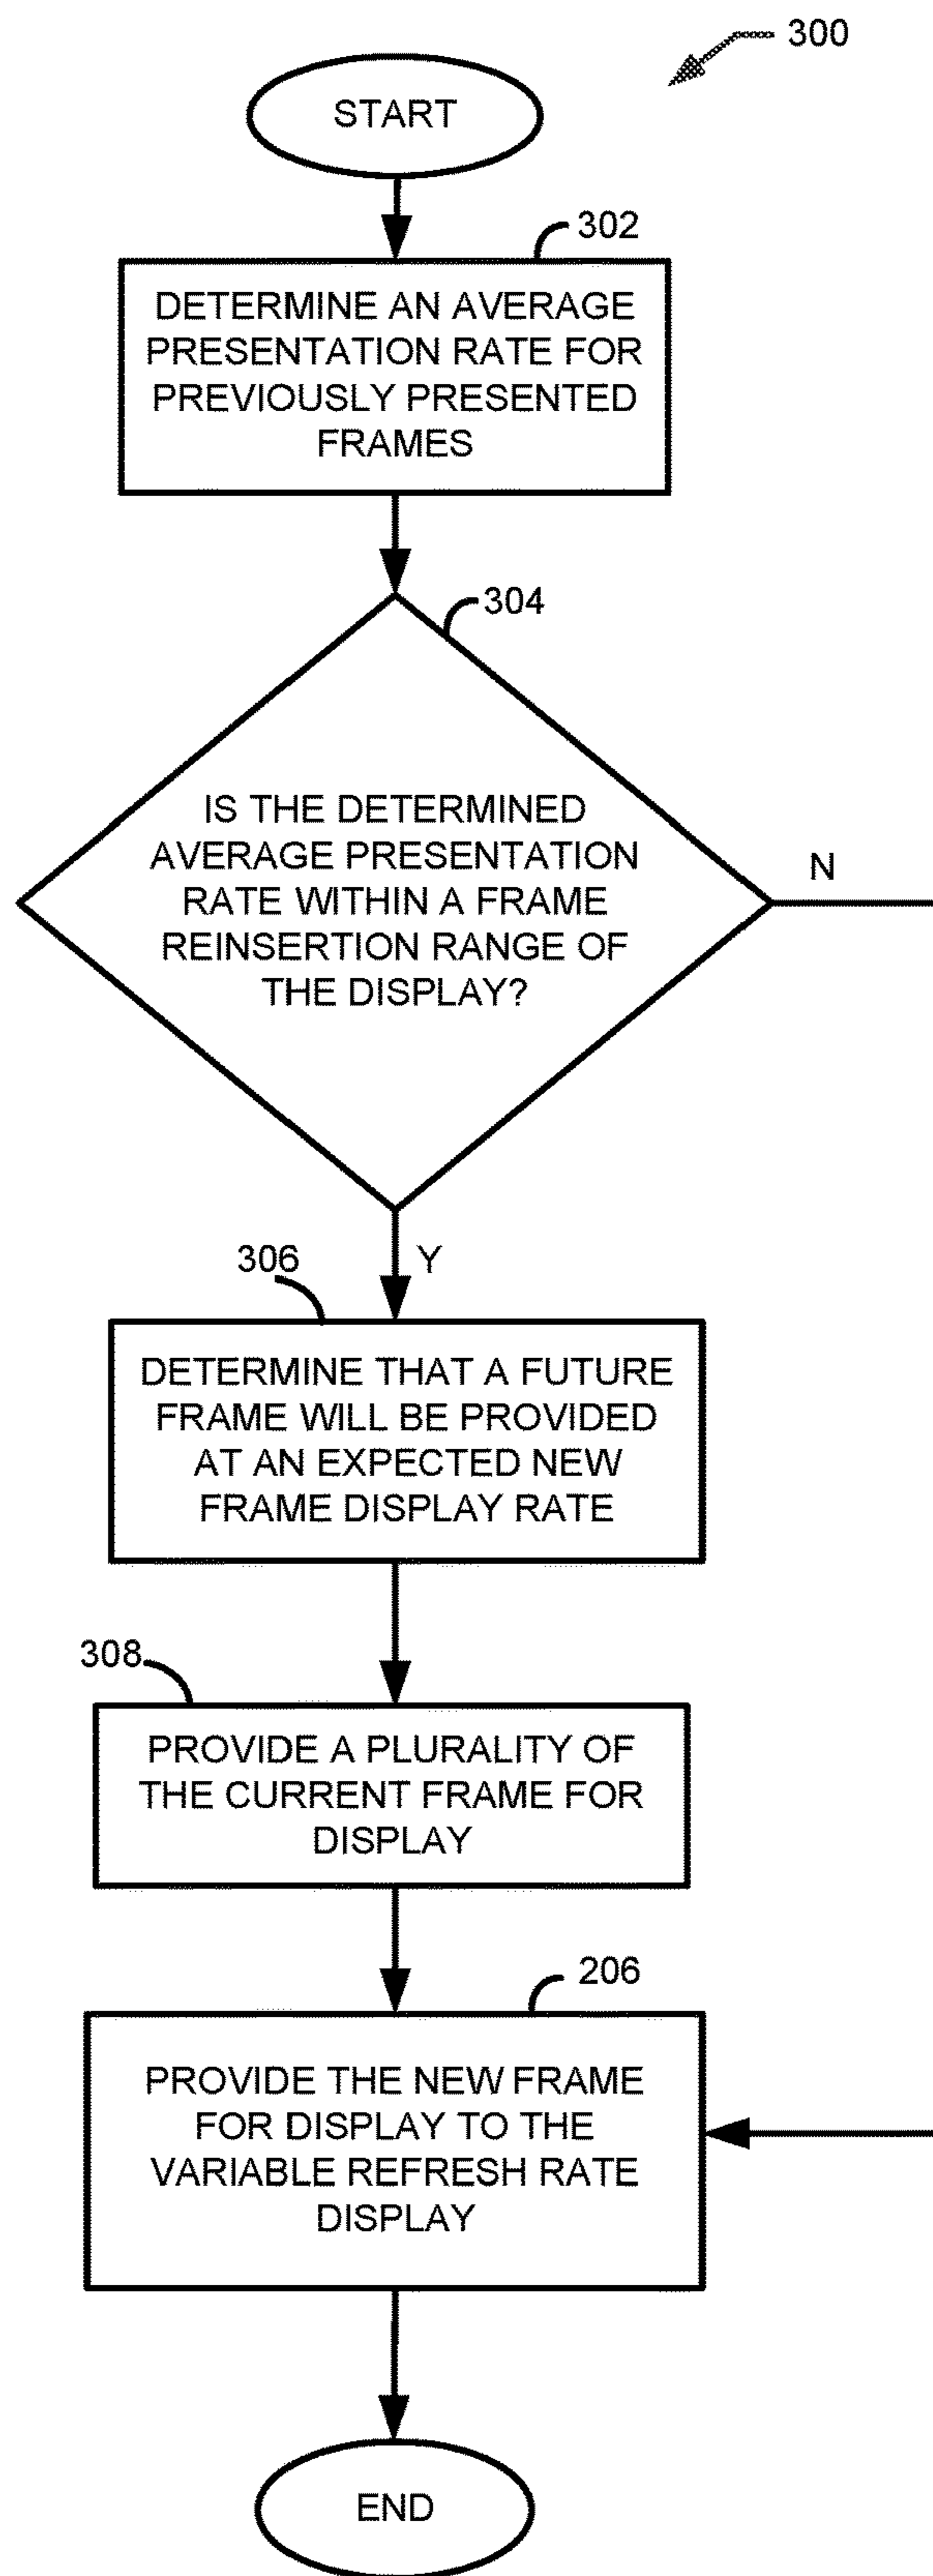 300
START
302
DETERMINE AN AVERAGE
PRESENTATION RATE FOR
PREVIOUSLY PRESENTED
FRAMES
304
IS THE DETERMINED
AVERAGE PRESENTATION
RATE WITHIN A FRAME
REINSERTION RANGE OF
THE DISPLAY?
N
Y
306
DETERMINE THAT A FUTURE
FRAME WILL BE PROVIDED
AT AN EXPECTED NEW
FRAME DISPLAY RATE
308
PROVIDE A PLURALITY OF
THE CURRENT FRAME FOR
DISPLAY
206
PROVIDE THE NEW FRAME
FOR DISPLAY TO THE
VARIABLE REFRESH RATE
DISPLAY
END